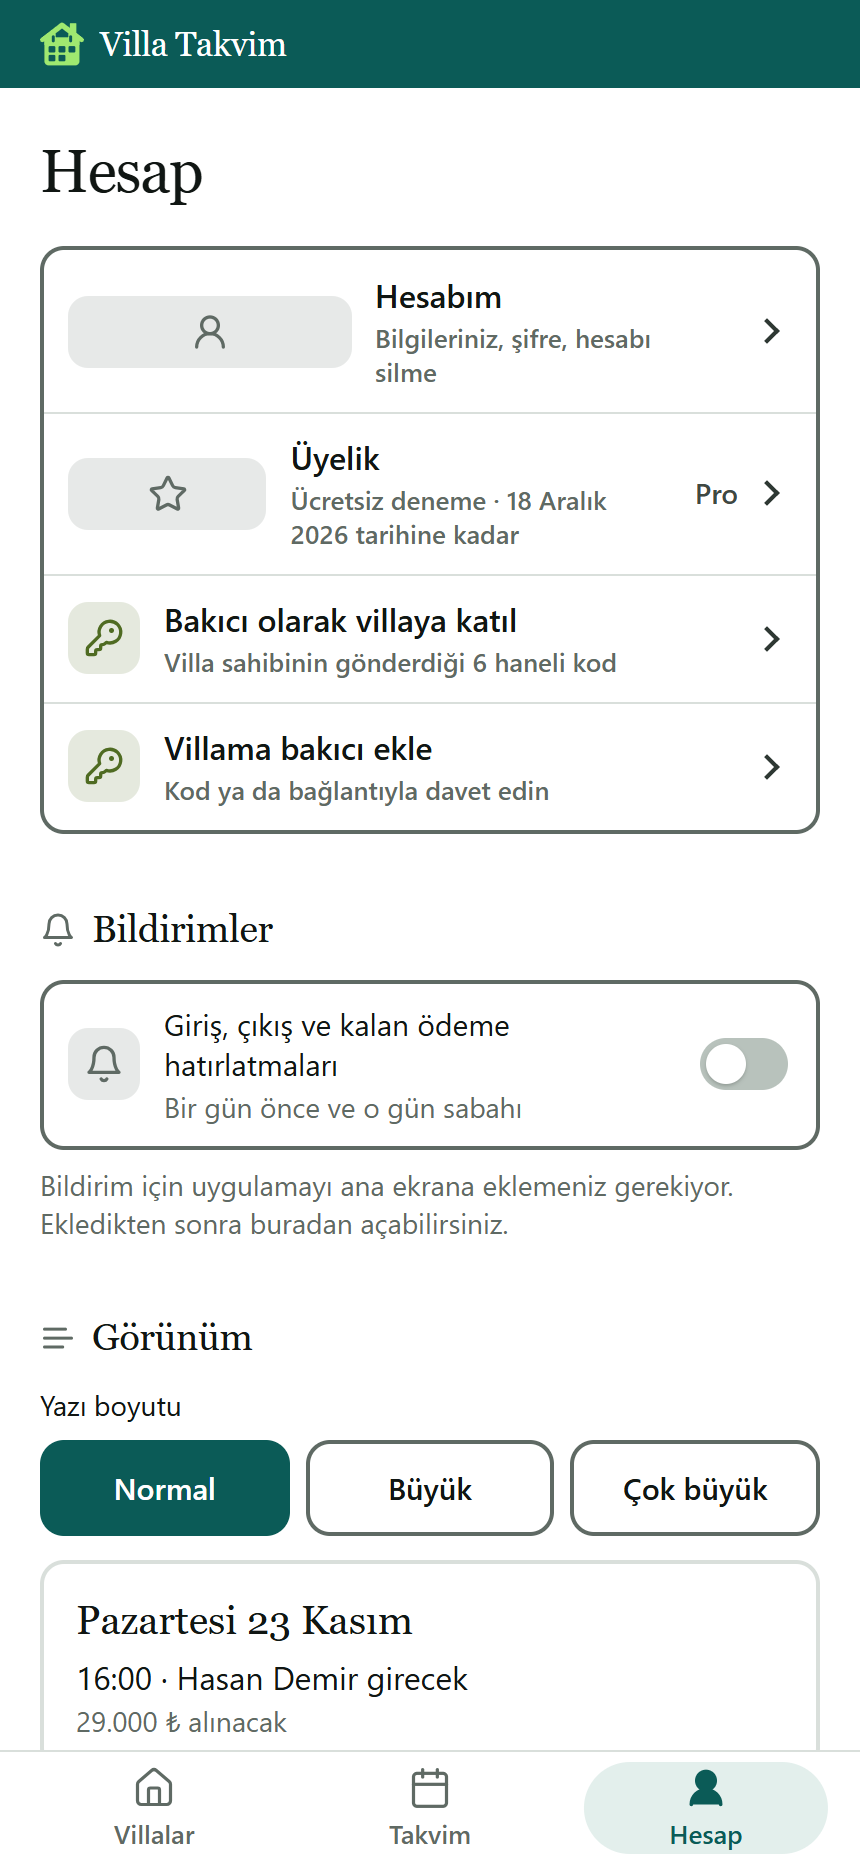 Villa Takvim
Hesap
Hesabım
Bilgileriniz, şifre, hesabı
silme
Üyelik
Ücretsiz deneme · 18 Aralık
2026 tarihine kadar
Pro
Bakıcı olarak villaya katıl
Villa sahibinin gönderdiği 6 haneli kod
Villama bakıcı ekle
Kod ya da bağlantıyla davet edin
Bildirimler
Giriş, çıkış ve kalan ödeme
hatırlatmaları
Bir gün önce ve o gün sabahı
Bildirim için uygulamayı ana ekrana eklemeniz gerekiyor.
Ekledikten sonra buradan açabilirsiniz.
Görünüm
Yazı boyutu
Normal
Büyük
Çok büyük
Pazartesi 23 Kasım
16:00 · Hasan Demir girecek
29.000 ₺ alınacak
Villalar
Takvim
Hesap